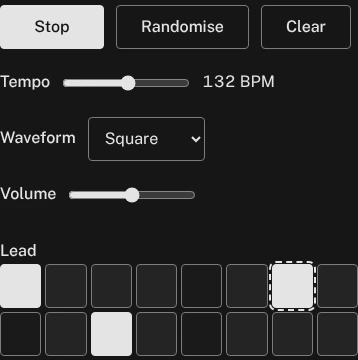 Stop Randomise Clear
Tempo 132 BPM
Waveform Square
Volume
Lead